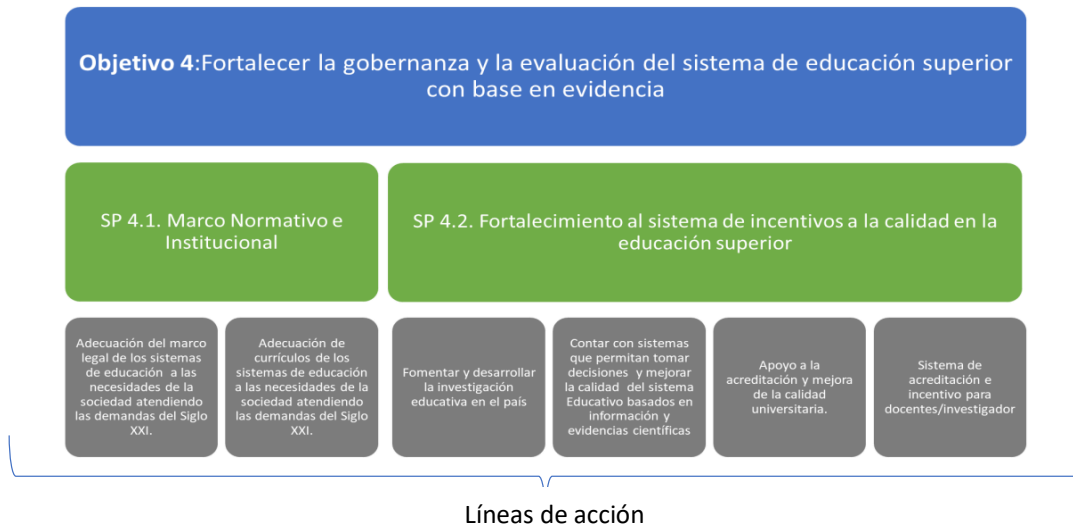 Objetivo 4:Fortalecer la gobernanza y la evaluación del sistema de educación superior
con base en evidencia
SP 4.1. Marco Normativo e
Institucional
SP 4.2. Fortalecimiento al sistema de incentivos a la calidad en la
educación superior
Adecuación del marco
legal de los sistemas
de educación a las
necesidades de la
sociedad atendiendo
las demandas del Siglo
XXI.
Adecuación de
currículos de los
sistemas de educación
a las necesidades de la
sociedad atendiendo
las demandas del Siglo
XXI.
Fomentar y desarrollar
la investigación
educativa en el país
Contar con sistemas
que permitan tomar
decisiones y mejorar
la calidad del sistema
Educativo basados en
información y
evidencias científicas
Apoyo a la
acreditación y mejora
de la calidad
universitaria.
Sistema de
acreditación e
incentivo para
docentes/investigador
Líneas de acción